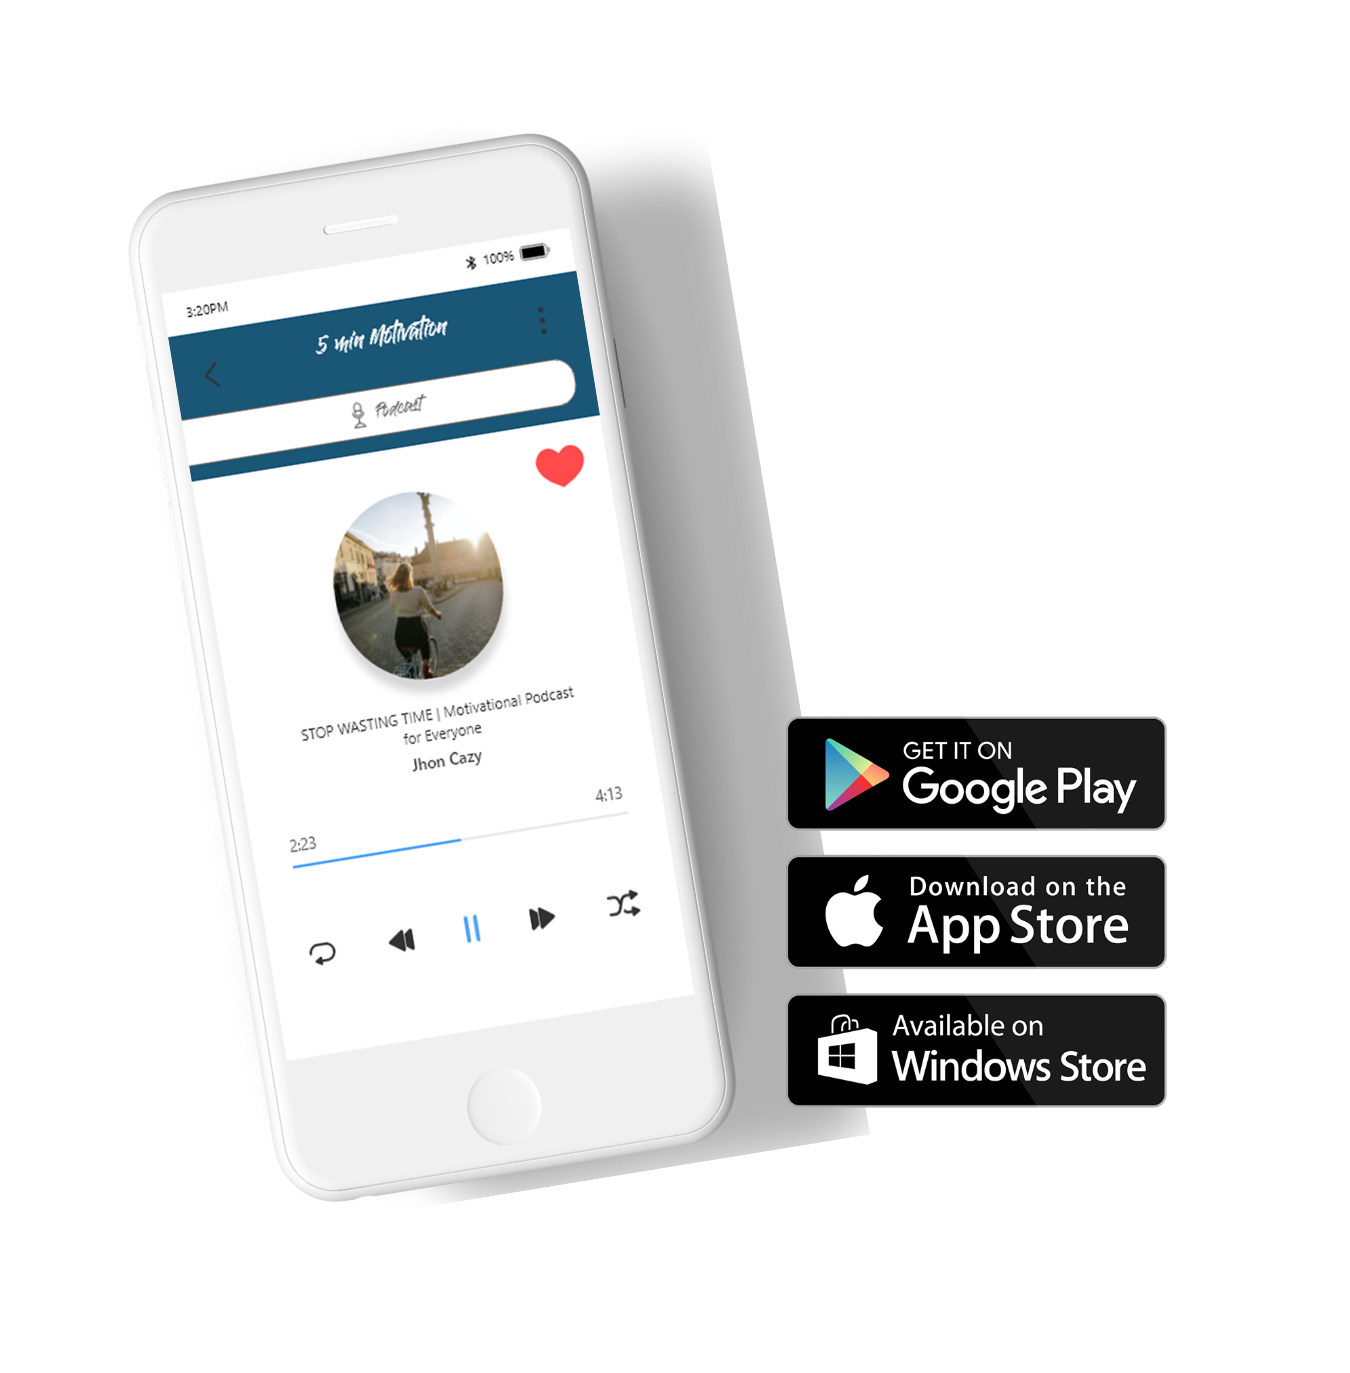 3:20PM
100%
5 min Motivation
Podcast
STOP WASTING TIME | Motivational Podcast
for Everyone
Jhon Cazy
2:23
4:13
GET IT ON
Google Play
Download on the
App Store
Available on
Windows Store